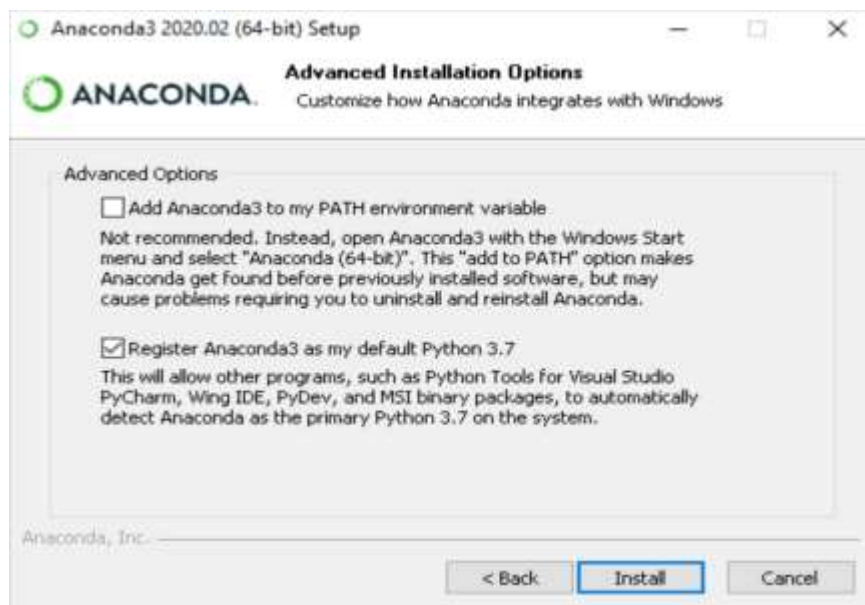 Anaconda3 2020.02 (64-bit) Setup
ANACONDA.
Advanced Installation Options
Customize how Anaconda integrates with Windows
Advanced Options
Add Anaconda3 to my PATH environment variable
Not recommended. Instead, open Anaconda3 with the Windows Start
menu and select "Anaconda (64-bit)". This "add to PATH" option makes
Anaconda get found before previously installed software, but may
cause problems requiring you to uninstall and reinstall Anaconda.
Register Anaconda3 as my default Python 3.7
This will allow other programs, such as Python Tools for Visual Studio
PyCharm, Wing IDE, PyDev, and MSI binary packages, to automatically
detect Anaconda as the primary Python 3.7 on the system.
Anaconda, Inc.
< Back
Install
Cancel